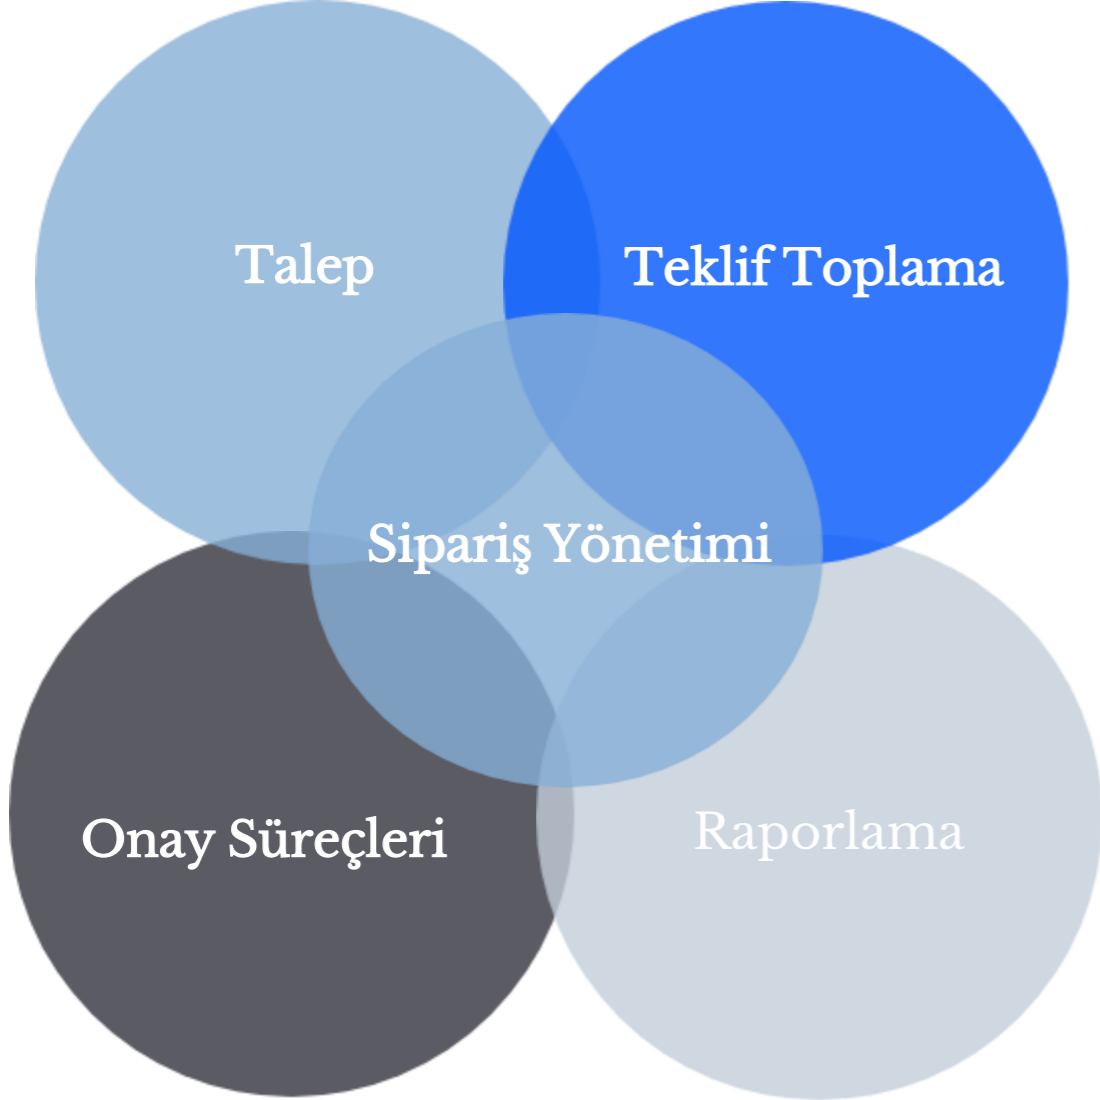 Talep
Teklif Toplama
Sipariş Yönetimi
Onay Süreçleri
Raporlama